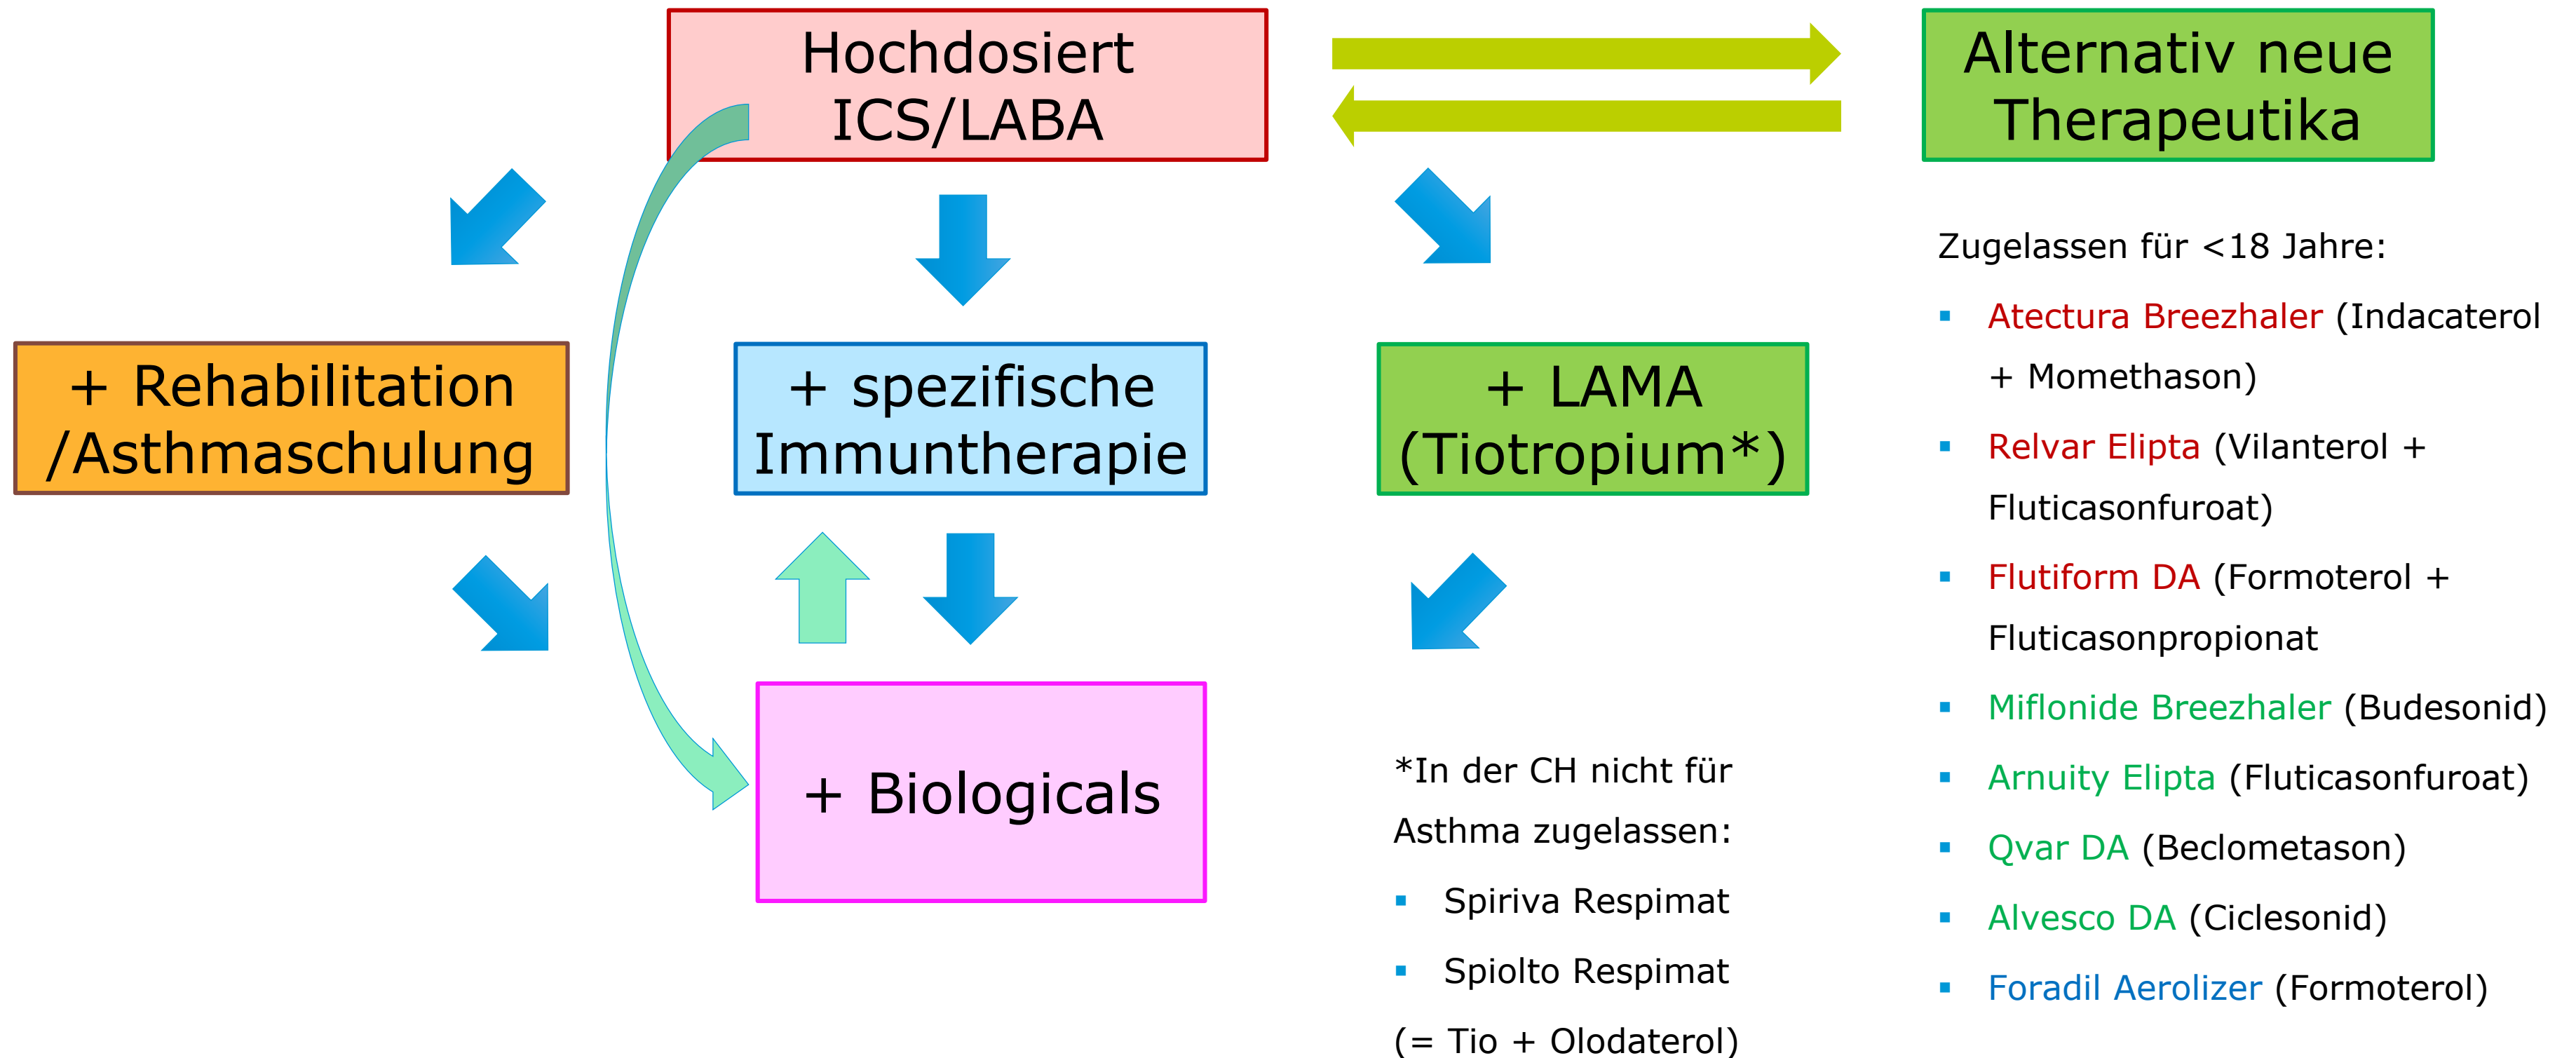 Hochdosiert
ICS/LABA
Alternativ neue
Therapeutika
+ Rehabilitation
/Asthmaschulung
+ spezifische
Immuntherapie
+ LAMA
(Tiotropium*)
+ Biologicals
*In der CH nicht für
Asthma zugelassen:
▪ Spiriva Respimat
▪ Spiolto Respimat
(= Tio + Olodaterol)
Zugelassen für <18 Jahre:
▪ Atectura Breezhaler (Indacaterol
+ Momethason)
▪ Relvar Elipta (Vilanterol +
Fluticasonfuroat)
▪ Flutiform DA (Formoterol +
Fluticasonpropionat
▪ Miflonide Breezhaler (Budesonid)
▪ Arnuity Elipta (Fluticasonfuroat)
▪ Qvar DA (Beclometason)
▪ Alvesco DA (Ciclesonid)
▪ Foradil Aerolizer (Formoterol)